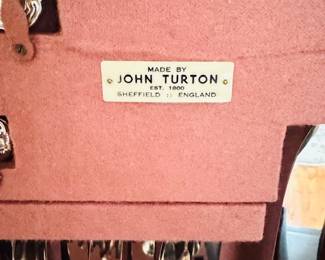 MADE BY
JOHN TURTON
EST. 1800
SHEFFIELD :: ENGLAND